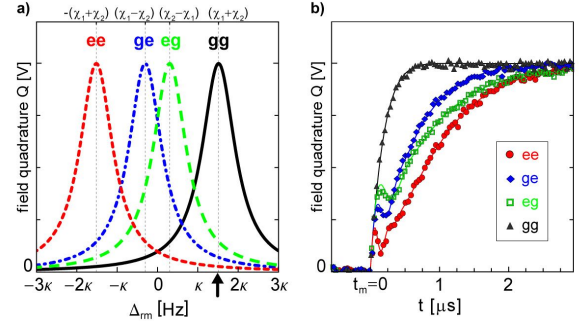 a)
-(χ₁+χ₂) (χ₁−χ₂) (χ₂−χ₁) (χ₁+χ₂)
ee ge eg gg
field quadrature Q [V]
0
−3κ −2κ −κ 0 κ 2κ 3κ
Δrm [Hz]
b)
field quadrature Q [V]
ee
ge
eg
gg
0
tm=0 1 2
t [μs]